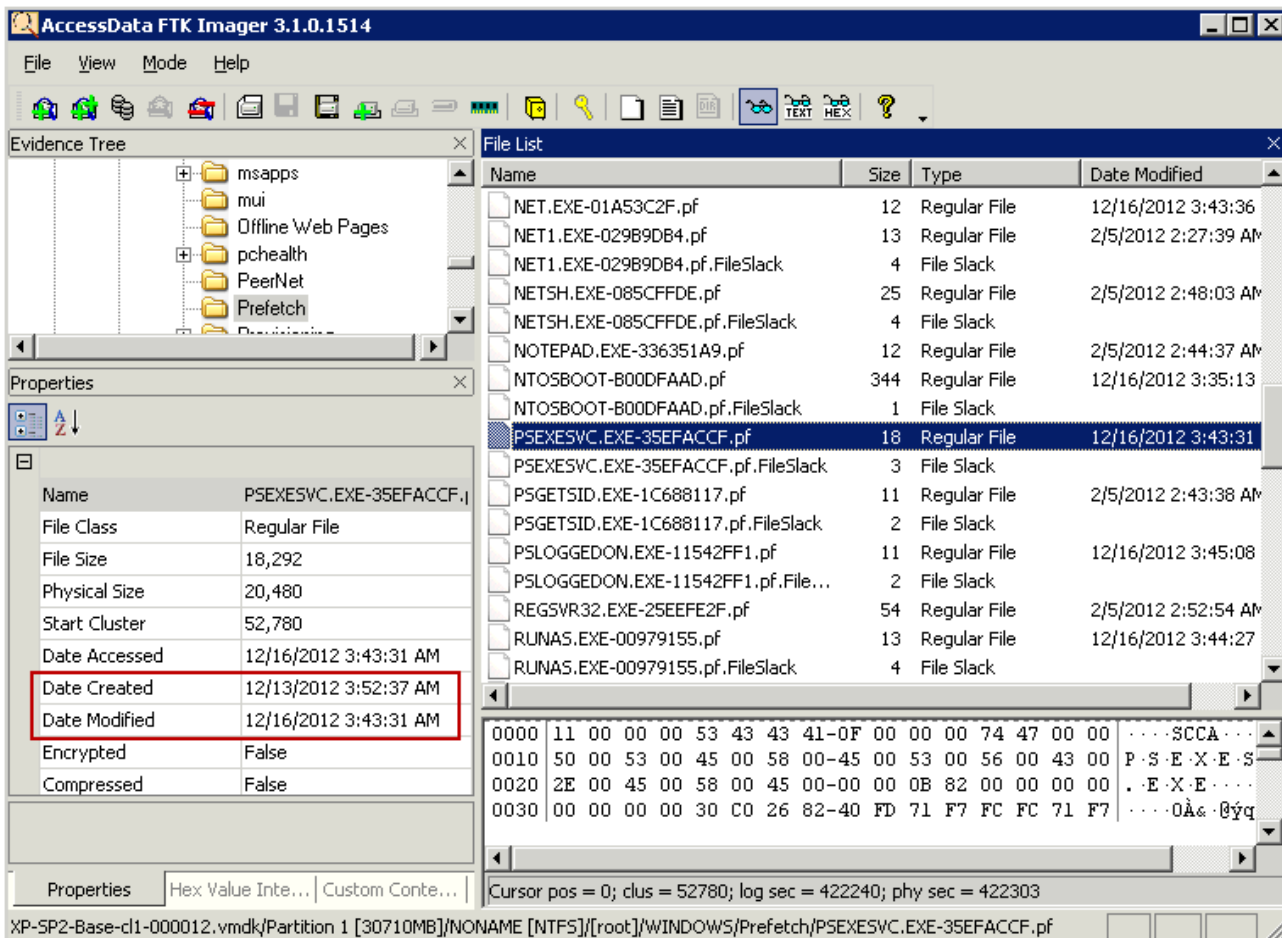 AccessData FTK Imager 3.1.0.1514
File View Mode Help
TEXT HEX
Evidence Tree
msapps
mui
Offline Web Pages
pchealth
PeerNet
Prefetch
Properties
Name PSEXESVC.EXE-35EFACCF.
File Class Regular File
File Size 18,292
Physical Size 20,480
Start Cluster 52,780
Date Accessed 12/16/2012 3:43:31 AM
Date Created 12/13/2012 3:52:37 AM
Date Modified 12/16/2012 3:43:31 AM
Encrypted False
Compressed False
Properties Hex Value Inte... Custom Conte...
File List
Name Size Type Date Modified
NET.EXE-01A53C2F.pf 12 Regular File 12/16/2012 3:43:36
NET1.EXE-029B9DB4.pf 13 Regular File 2/5/2012 2:27:39 AM
NET1.EXE-029B9DB4.pf.FileSlack 4 File Slack
NETSH.EXE-085CFFDE.pf 25 Regular File 2/5/2012 2:48:03 AM
NETSH.EXE-085CFFDE.pf.FileSlack 4 File Slack
NOTEPAD.EXE-336351A9.pf 12 Regular File 2/5/2012 2:44:37 AM
NTOSBOOT-B00DFAAD.pf 344 Regular File 12/16/2012 3:35:13
NTOSBOOT-B00DFAAD.pf.FileSlack 1 File Slack
PSEXESVC.EXE-35EFACCF.pf 18 Regular File 12/16/2012 3:43:31
PSEXESVC.EXE-35EFACCF.pf.FileSlack 3 File Slack
PSGETSID.EXE-1C688117.pf 11 Regular File 2/5/2012 2:43:38 AM
PSGETSID.EXE-1C688117.pf.FileSlack 2 File Slack
PSLOGGEDON.EXE-11542FF1.pf 11 Regular File 12/16/2012 3:45:08
PSLOGGEDON.EXE-11542FF1.pf.File... 2 File Slack
REGSVR32.EXE-25EEFE2F.pf 54 Regular File 2/5/2012 2:52:54 AM
RUNAS.EXE-00979155.pf 13 Regular File 12/16/2012 3:44:27
RUNAS.EXE-00979155.pf.FileSlack 4 File Slack
0000 11 00 00 00 53 43 43 41-0F 00 00 00 74 47 00 00 ····SCCA···
0010 50 00 53 00 45 00 58 00-45 00 53 00 56 00 43 00 P·S·E·X·E·S
0020 2E 00 45 00 58 00 45 00-00 00 0B 82 00 00 00 00 .·E·X·E·····
0030 00 00 00 00 30 C0 26 82-40 FD 71 F7 FC FC 71 F7 ····0À&·@ýq
Cursor pos = 0; clus = 52780; log sec = 422240; phy sec = 422303
XP-SP2-Base-cl1-000012.vmdk/Partition 1 [30710MB]/NONAME [NTFS]/[root]/WINDOWS/Prefetch/PSEXESVC.EXE-35EFACCF.pf